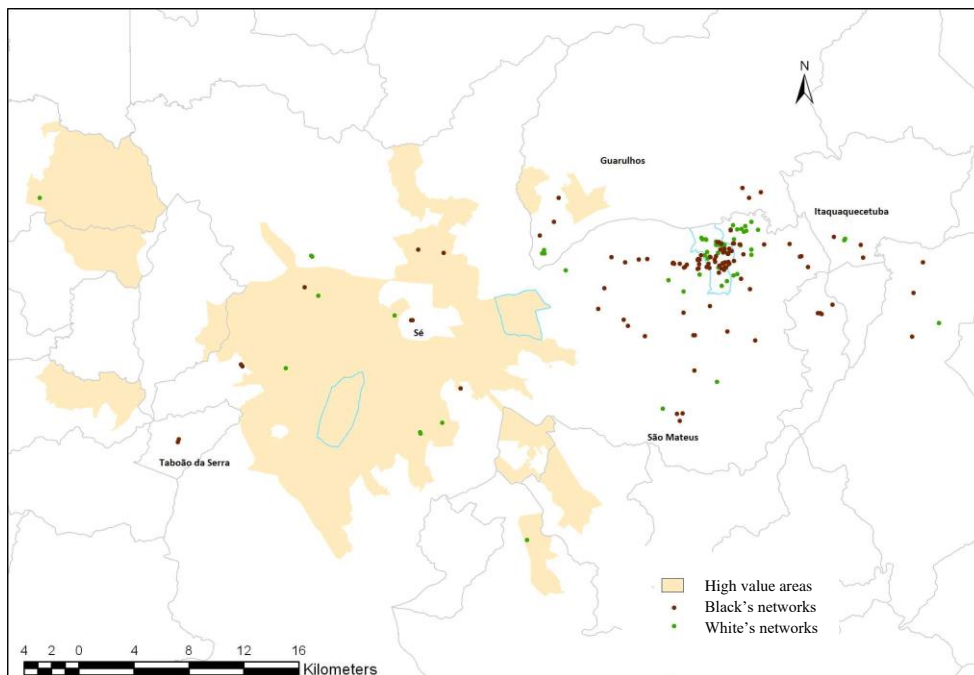 N
Guarulhos
Itaquaquecetuba
Sé
São Mateus
Taboão da Serra
High value areas
Black’s networks
White’s networks
4 2 0 4 8 12 16
Kilometers